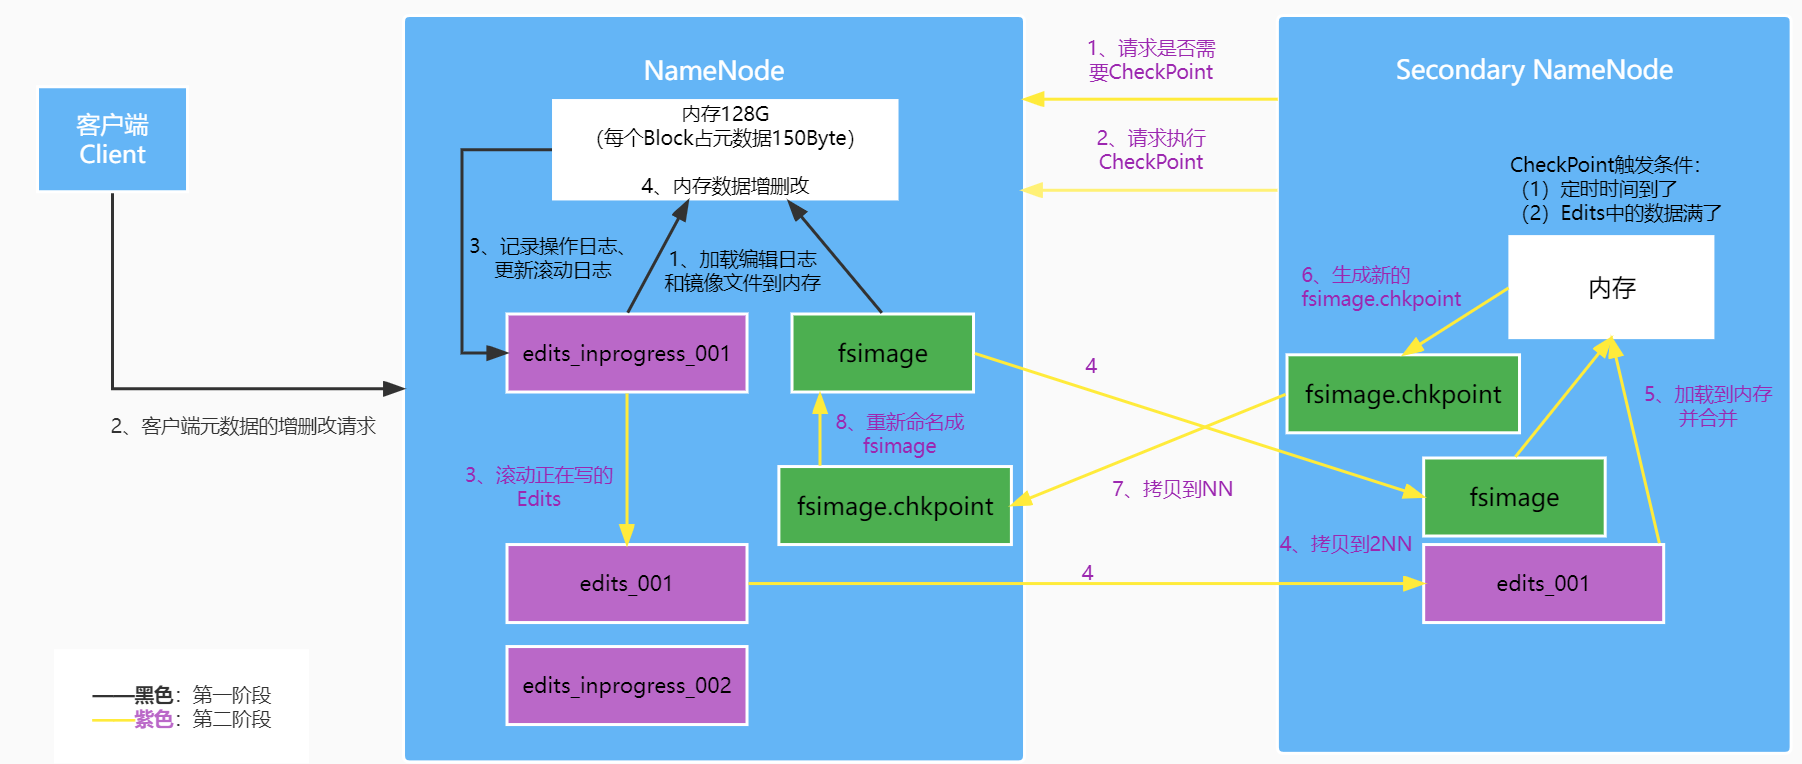 客户端
Client
2、客户端元数据的增删改请求
NameNode
内存128G
（每个Block占元数据150Byte）
4、内存数据增删改
3、记录操作日志、
更新滚动日志
1、加载编辑日志
和镜像文件到内存
edits_inprogress_001
fsimage
8、重新命名成
fsimage
3、滚动正在写的
Edits
fsimage.chkpoint
edits_001
edits_inprogress_002
1、请求是否需
要CheckPoint
2、请求执行
CheckPoint
4
7、拷贝到NN
4
Secondary NameNode
CheckPoint触发条件：
（1）定时时间到了
（2）Edits中的数据满了
内存
6、生成新的
fsimage.chkpoint
fsimage.chkpoint
5、加载到内存
并合并
fsimage
4、拷贝到2NN
edits_001
黑色：第一阶段
紫色：第二阶段